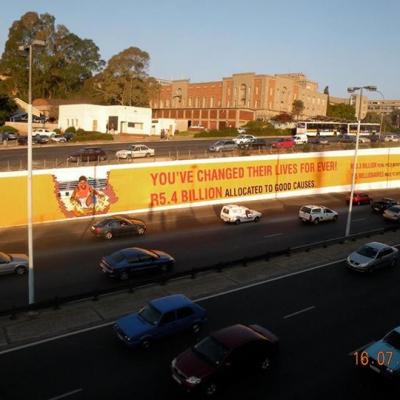 YOU'VE CHANGED THEIR LIVES FOR EVER!
R5.4 BILLION ALLOCATED TO GOOD CAUSES.
16.07